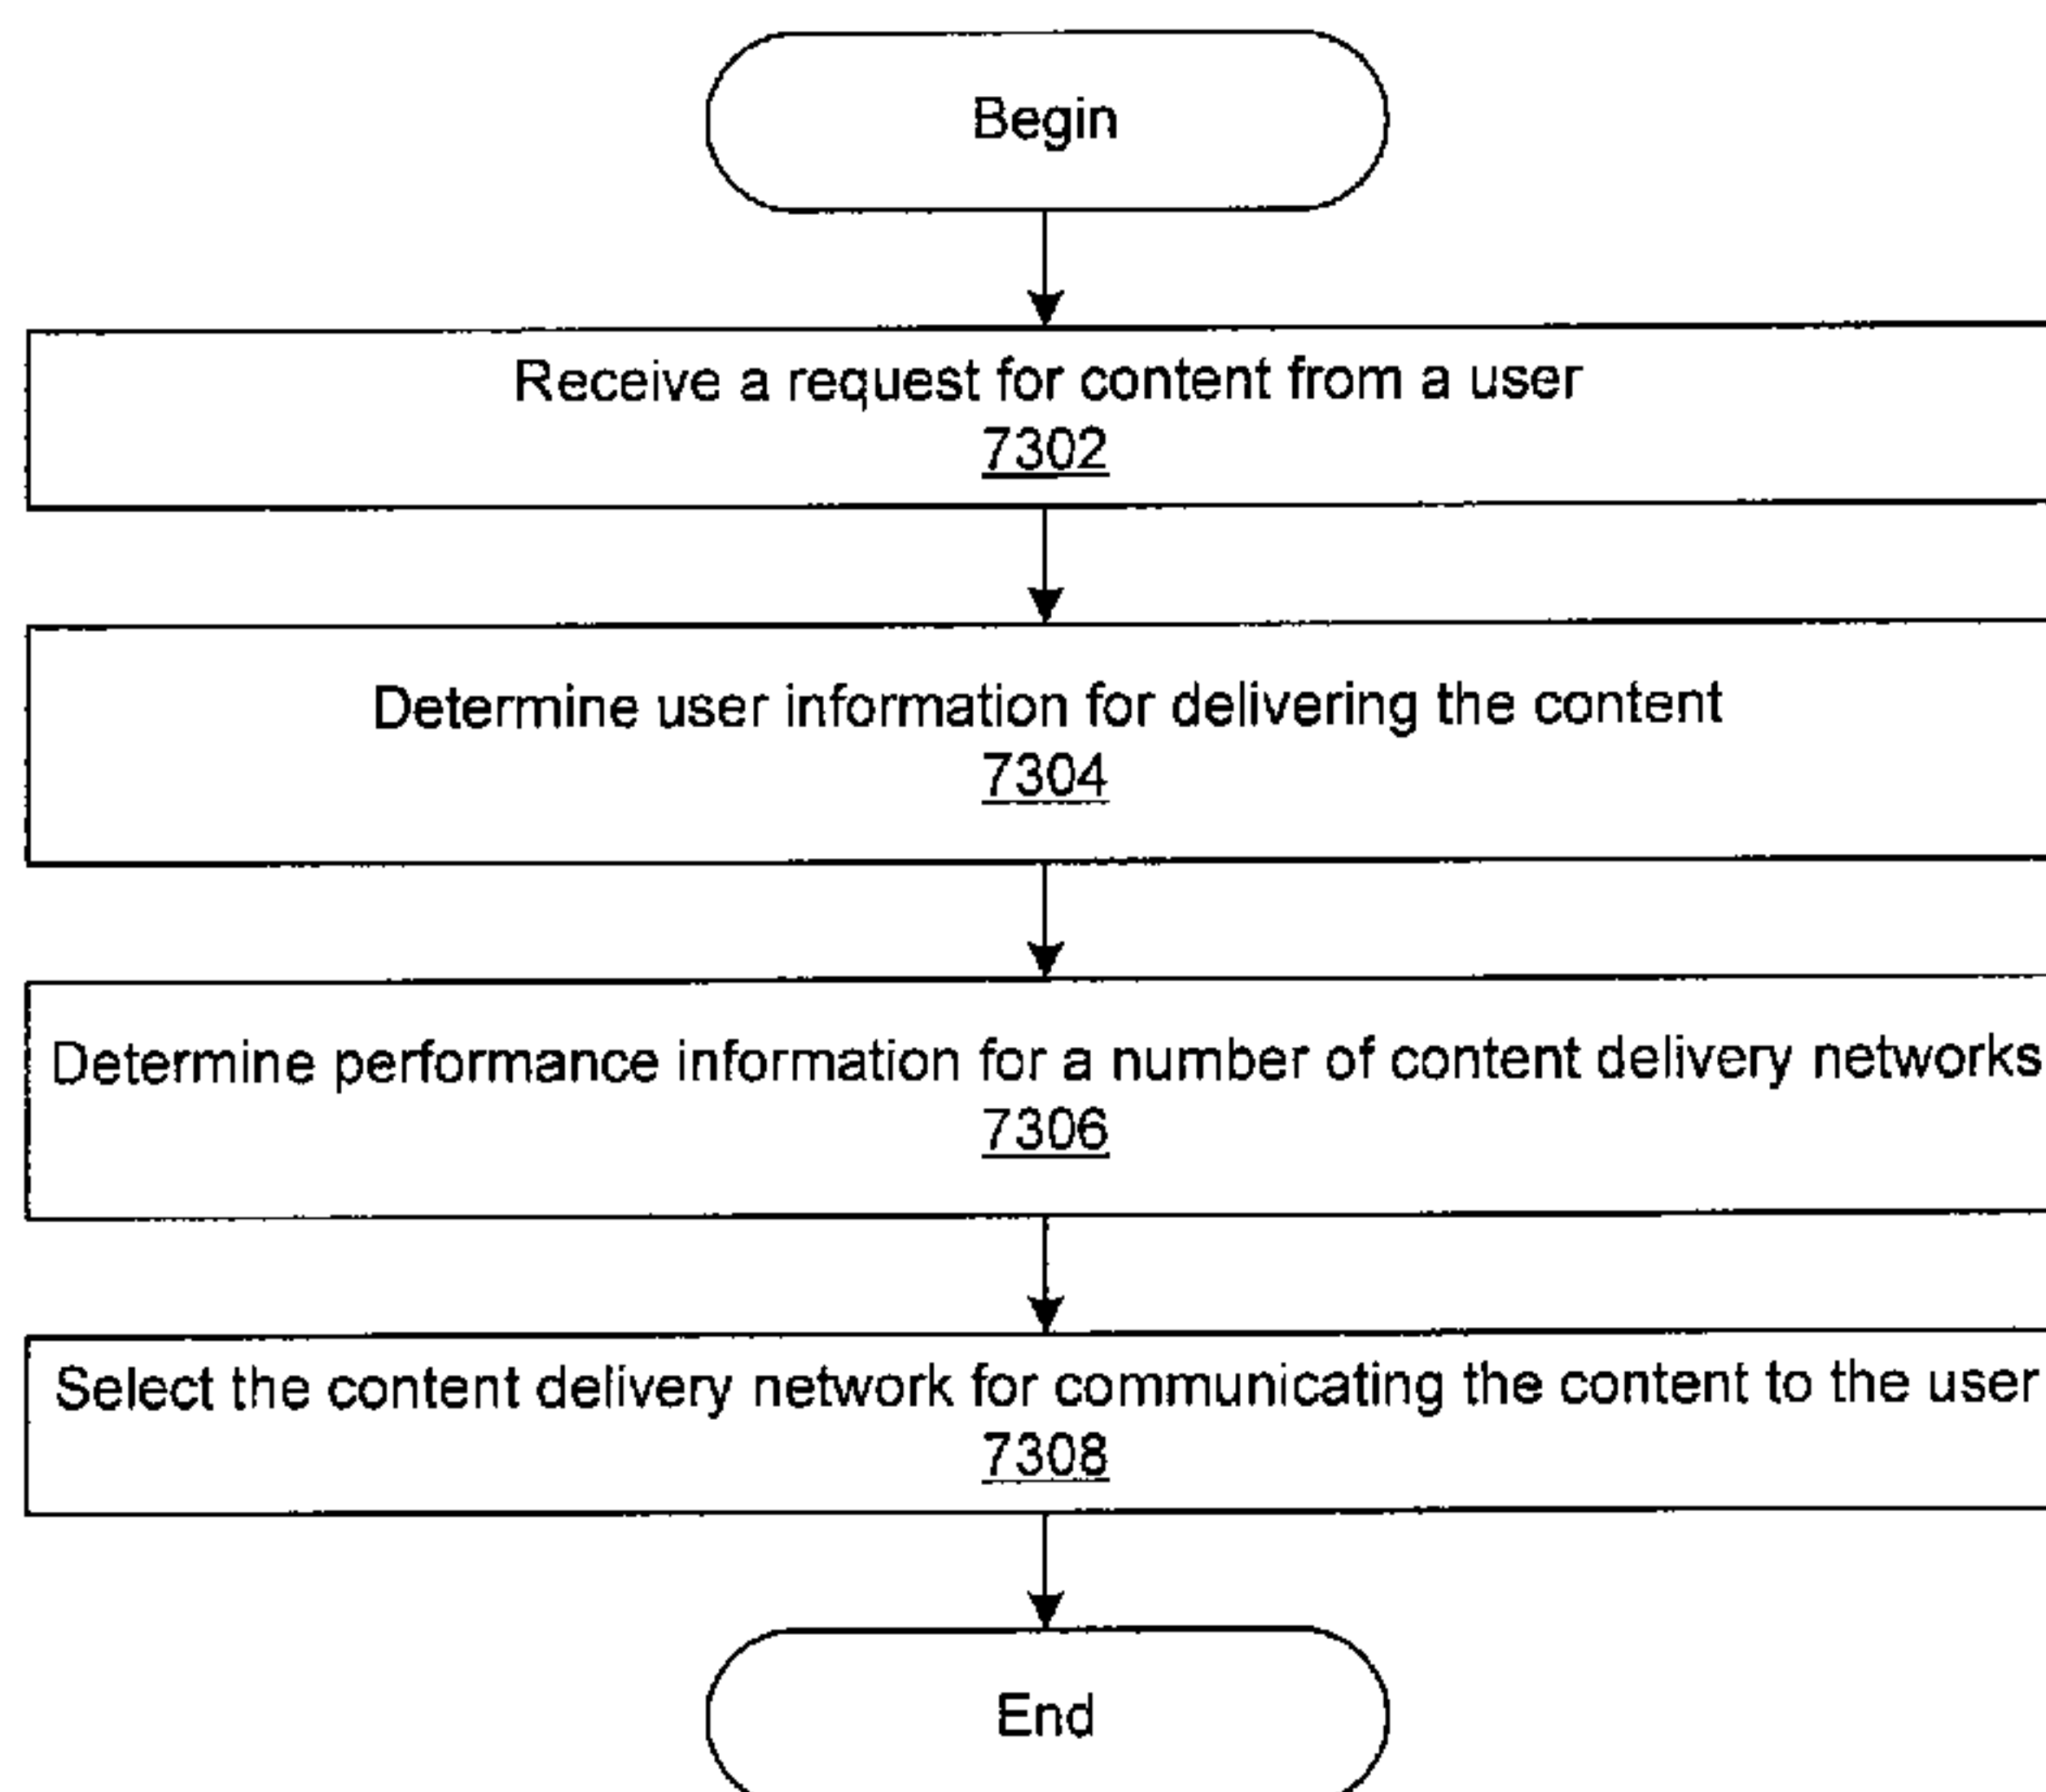 Begin
Receive a request for content from a user
7302
Determine user information for delivering the content
7304
Determine performance information for a number of content delivery networks
7306
Select the content delivery network for communicating the content to the user
7308
End